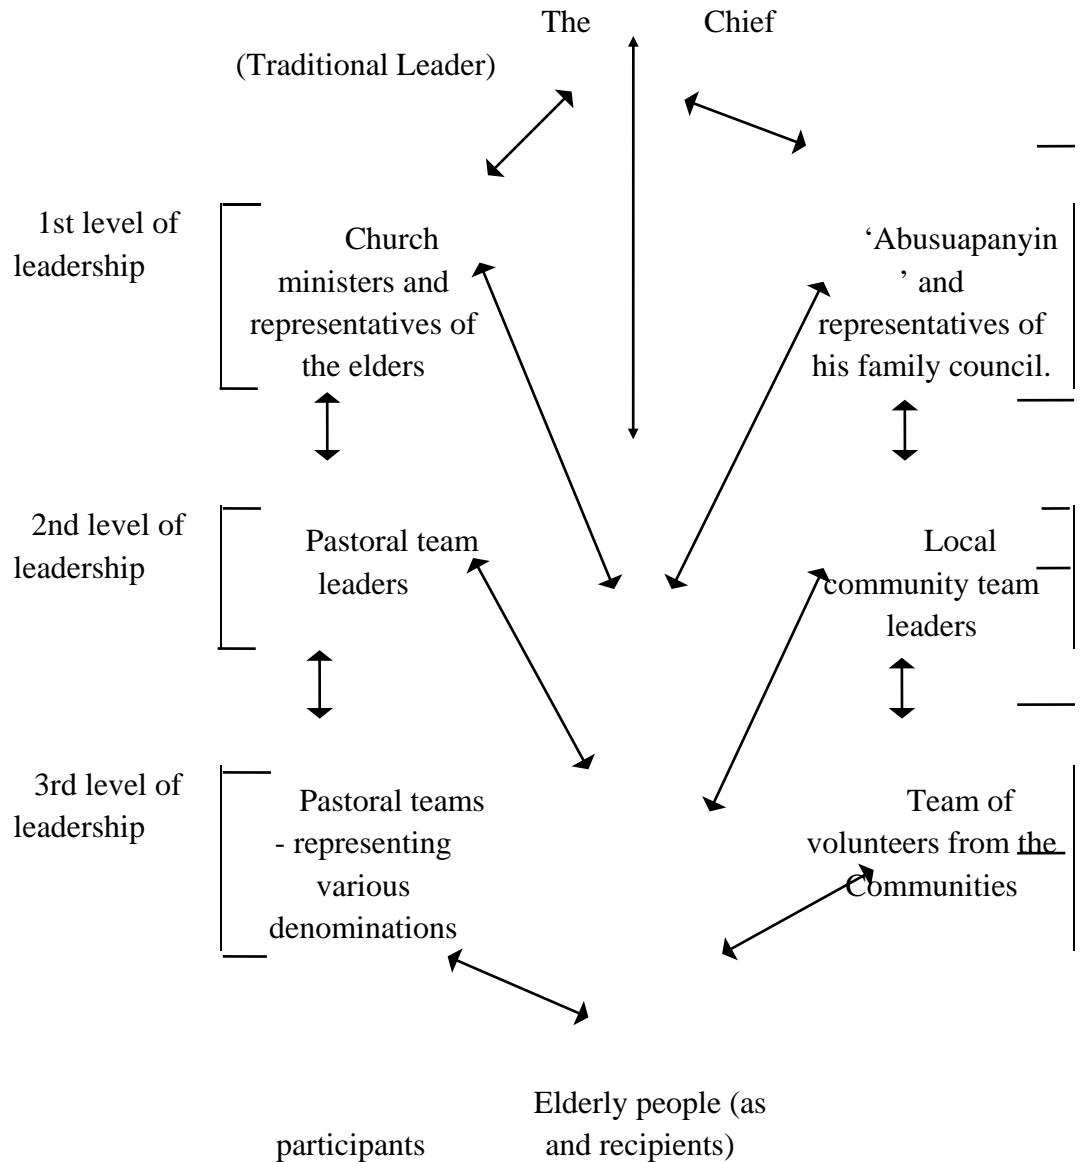 The Chief
(Traditional Leader)
1st level of
leadership
Church
ministers and
representatives of
the elders
‘Abusuapanyin
’ and
representatives of
his family council.
2nd level of
leadership
Pastoral team
leaders
Local
community team
leaders
3rd level of
leadership
Pastoral teams
- representing
various
denominations
Team of
volunteers from the
Communities
Elderly people (as
participants and recipients)